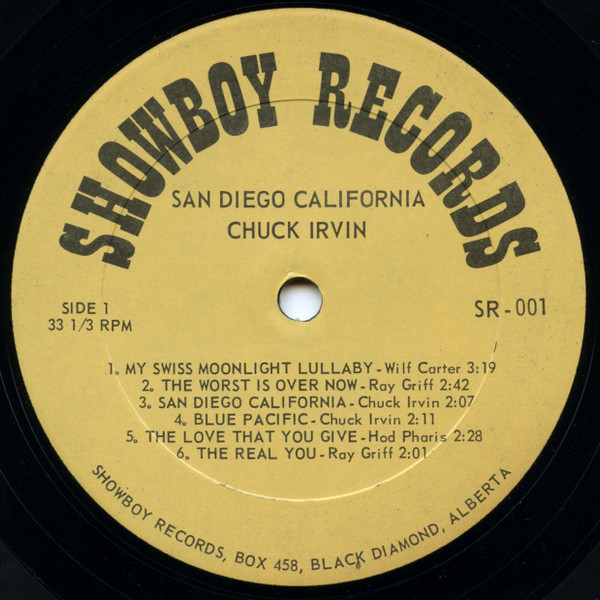 SHOWBOY RECORDS
SAN DIEGO CALIFORNIA
CHUCK IRVIN
SIDE 1
33 1/3 RPM
SR-001
1. MY SWISS MOONLIGHT LULLABY - Wilf Carter 3:19
2. THE WORST IS OVER NOW - Ray Griff 2:42
3. SAN DIEGO CALIFORNIA - Chuck Irvin 2:07
4. BLUE PACIFIC - Chuck Irvin 2:11
5. THE LOVE THAT YOU GIVE - Hod Pharis 2:28
6. THE REAL YOU - Ray Griff 2:01
SHOWBOY RECORDS, BOX 458, BLACK DIAMOND, ALBERTA